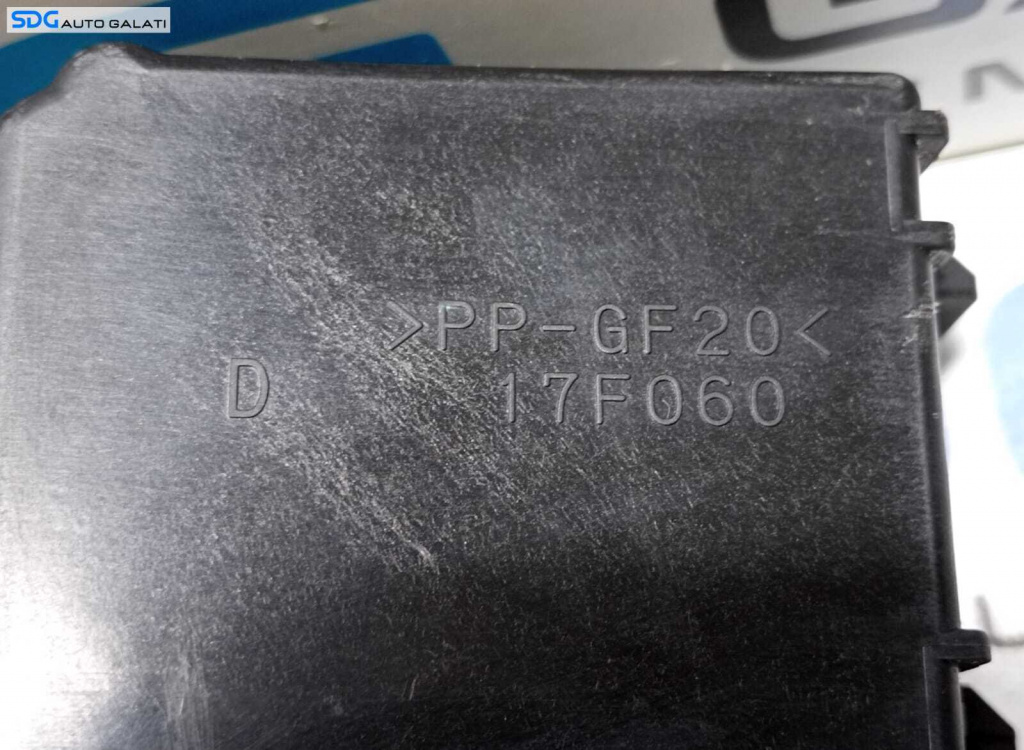 SDG AUTO GALATI
>PP-GF20<
D 17F060